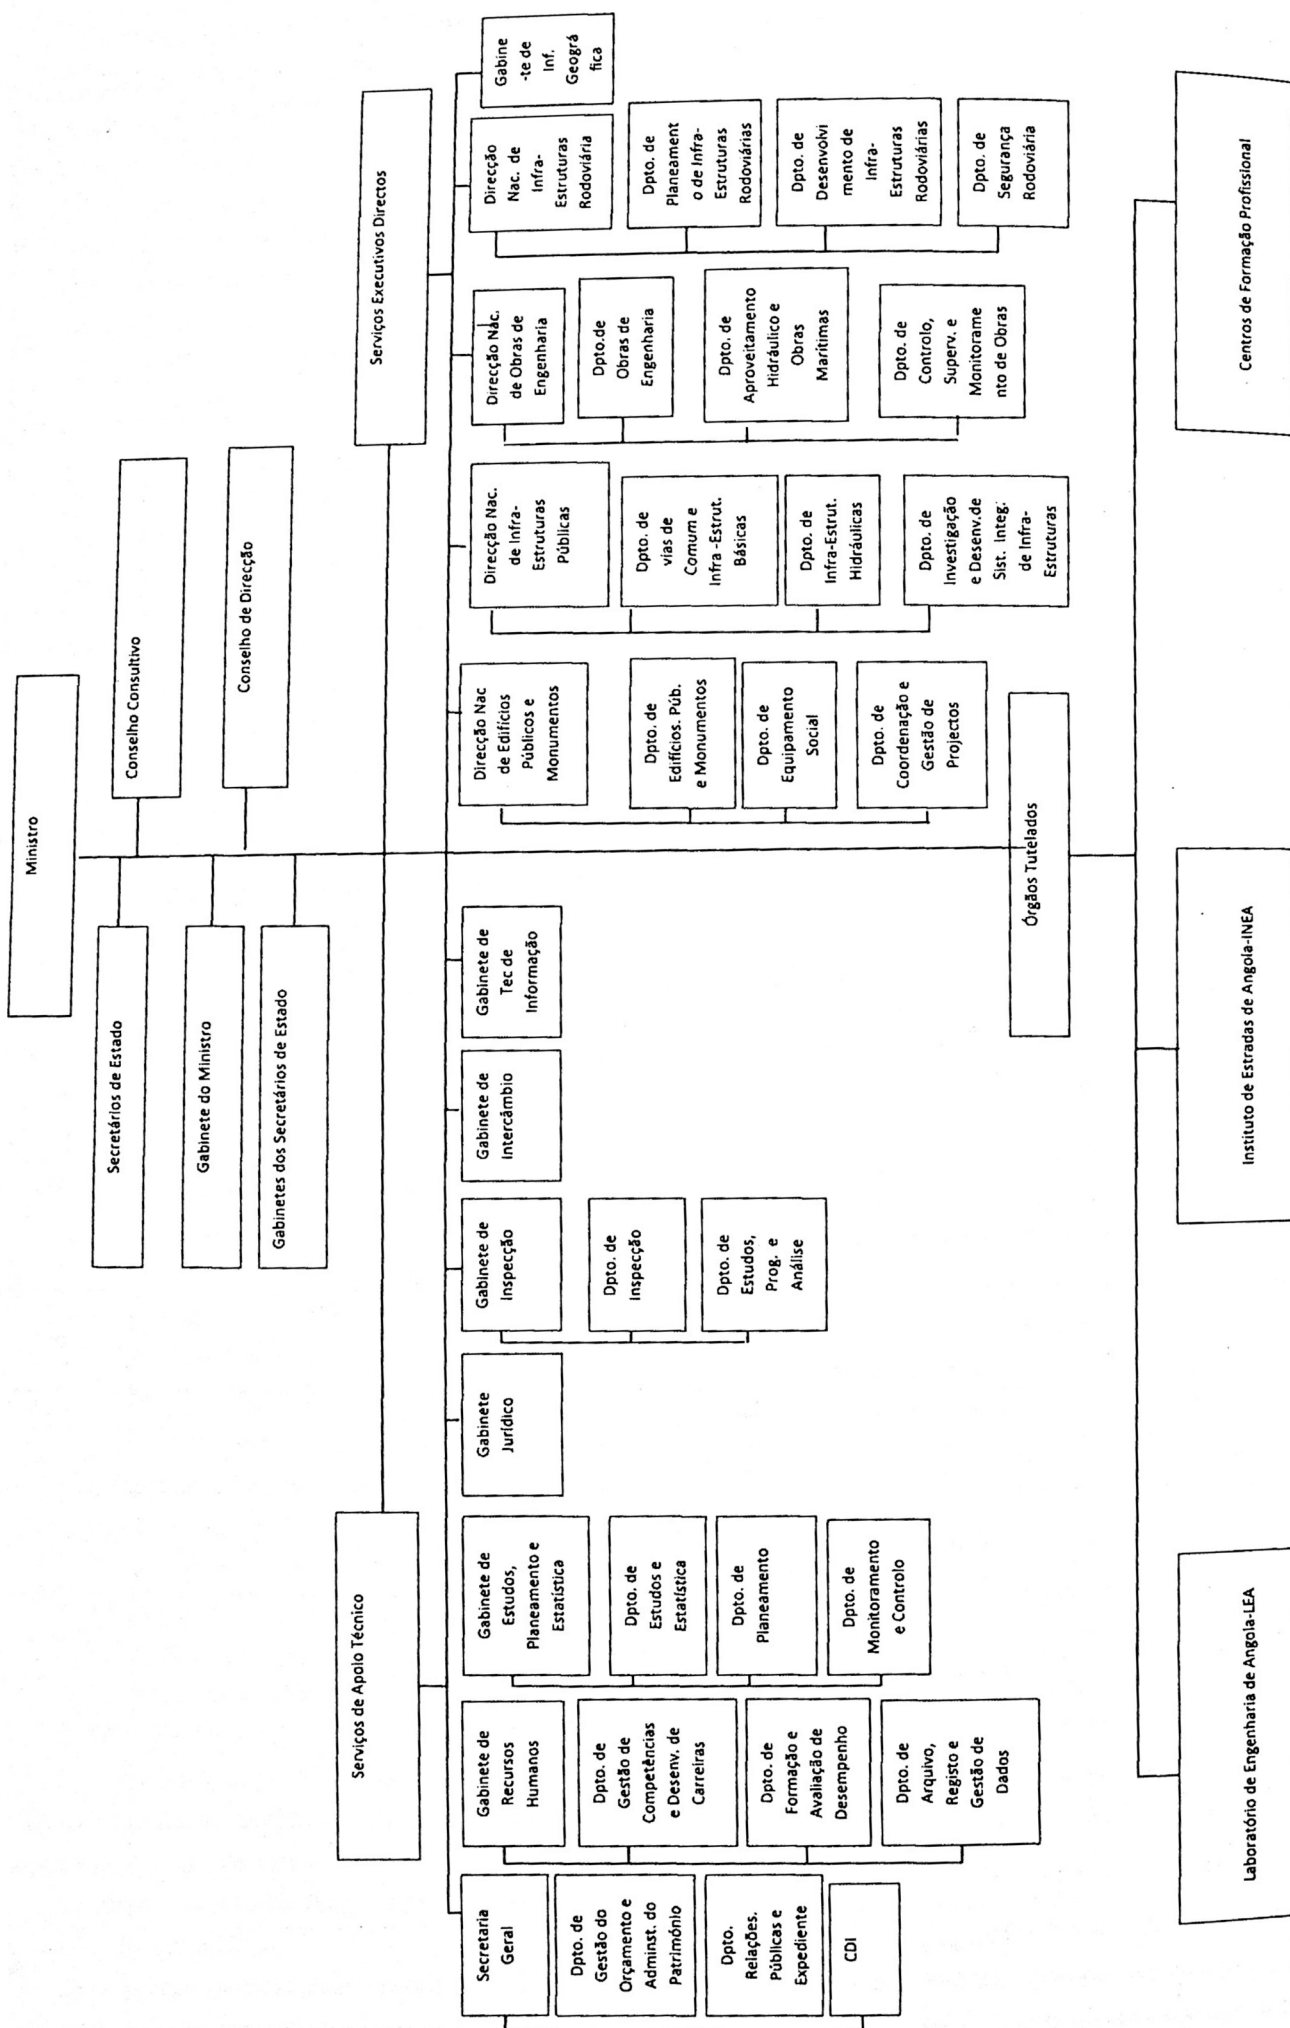 Ministro
Secretários de Estado
Conselho Consultivo
Gabinete do Ministro
Conselho de Direcção
Gabinetes dos Secretários de Estado
Serviços de Apoio Técnico
Serviços Executivos Directos
Secretaria
Geral
Dpto. de
Gestão do
Orçamento e
Adminst. do
Património
Dpto.
Relações.
Públicas e
Expediente
CDI
Gabinete de
Recursos
Humanos
Dpto. de
Gestão de
Competências
e Desenv. de
Carreiras
Dpto. de
Formação e
Avaliação de
Desempenho
Dpto. de
Arquivo,
Registo e
Gestão de
Dados
Gabinete de
Estudos,
Planeamento e
Estatística
Dpto. de
Estudos e
Estatística
Dpto. de
Planeamento
Dpto. de
Monitoramento
e Controlo
Gabinete
Jurídico
Gabinete de
Inspecção
Dpto. de
Inspecção
Dpto. de
Estudos,
Prog. e
Análise
Gabinete de
Intercâmbio
Gabinete de
Tec de
Informação
Direcção Nac
de Edifícios
Públicos e
Monumentos
Dpto. de
Edifícios. Púb.
e Monumentos
Dpto. de
Equipamento
Social
Dpto. de
Coordenação e
Gestão de
Projectos
Direcção Nac.
de Infra-
Estruturas
Públicas
Dpto. de
vias de
Comum e
Infra -Estrut.
Básicas
Dpto. de
Infra-Estrut.
Hidráulicas
Dpto. de
Investigação
e Desenv.de
Sist. Integ.
de Infra-
Estruturas
Direcção Nac.
de Obras de
Engenharia
Dpto.de
Obras de
Engenharia
Dpto. de
Aproveitamento
Hidráulico e
Obras
Marítimas
Dpto. de
Controlo,
Superv. e
Monitorame
nto de Obras
Direcção
Nac. de
Infra-
Estruturas
Rodoviária
Dpto. de
Planeament
o de Infra-
Estruturas
Rodoviárias
Dpto. de
Desenvolvi
mento de
Infra-
Estruturas
Rodoviárias
Dpto. de
Segurança
Rodoviária
Gabine
-te de
Inf.
Geográ
fica
Órgãos Tutelados
Laboratório de Engenharia de Angola-LEA
Instituto de Estradas de Angola-INEA
Centros de Formação Profissional